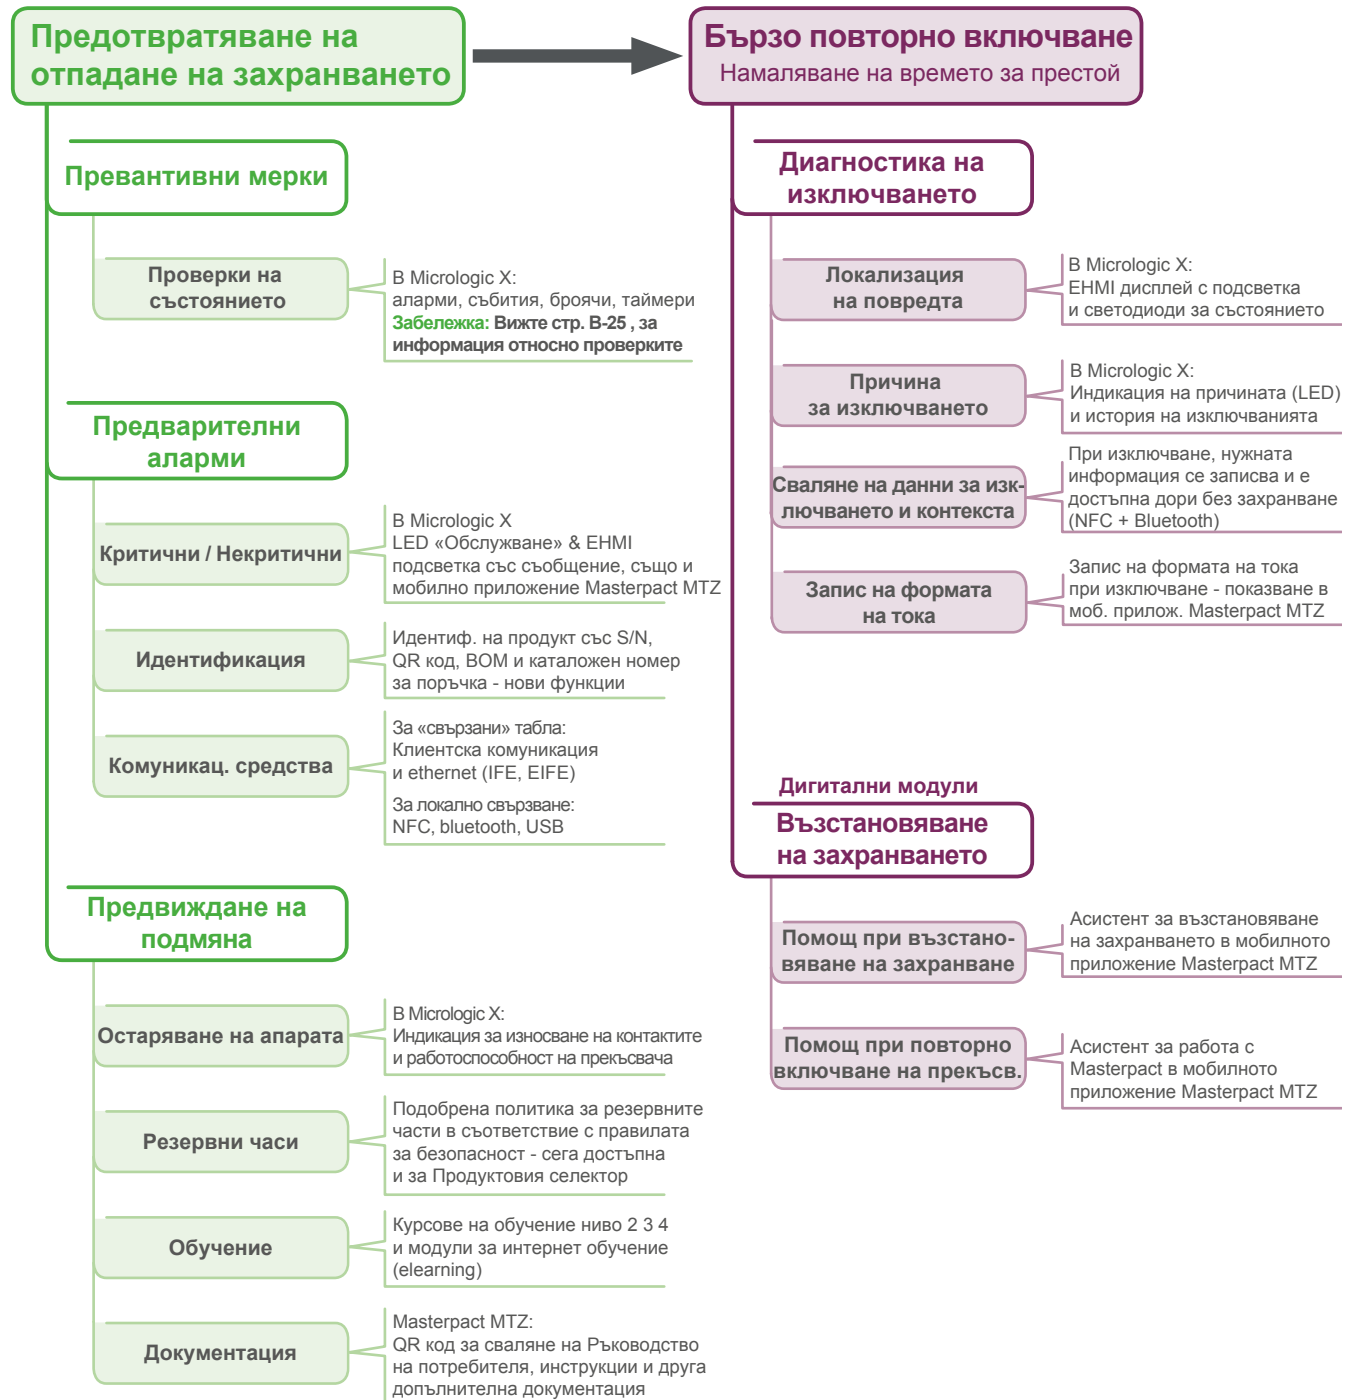 Предотвратяване на
отпадане на захранването
Превантивни мерки
Проверки на
състоянието
В Micrologic X:
аларми, събития, броячи, таймери
Забележка: Вижте стр. B-25 , за
информация относно проверките
Предварителни
аларми
Критични / Некритични
В Micrologic X
LED «Обслужване» & EHMI
подсветка със съобщение, също и
мобилно приложение Masterpact MTZ
Идентификация
Идентиф. на продукт със S/N,
QR код, BOM и каталожен номер
за поръчка - нови функции
Комуникац. средства
За «свързани» табла:
Клиентска комуникация
и ethernet (IFE, EIFE)
За локално свързване:
NFC, bluetooth, USB
Предвиждане на
подмяна
Остаряване на апарата
В Micrologic X:
Индикация за износване на контактите
и работоспособност на прекъсвача
Резервни часи
Подобрена политика за резервните
части в съответствие с правилата
за безопасност - сега достъпна
и за Продуктовия селектор
Обучение
Курсове на обучение ниво 2 3 4
и модули за интернет обучение
(elearning)
Документация
Masterpact MTZ:
QR код за сваляне на Ръководство
на потребителя, инструкции и друга
допълнителна документация
Бързо повторно включване
Намаляване на времето за престой
Диагностика на
изключването
Локализация
на повредта
В Micrologic X:
EHMI дисплей с подсветка
и светодиоди за състоянието
Причина
за изключването
В Micrologic X:
Индикация на причината (LED)
и история на изключванията
Сваляне на данни за изк-
лючването и контекста
При изключване, нужната
информация се записва и е
достъпна дори без захранване
(NFC + Bluetooth)
Запис на формата
на тока
Запис на формата на тока
при изключване - показване в
моб. прилож. Masterpact MTZ
Дигитални модули
Възстановяване
на захранването
Помощ при възстано-
вяване на захранване
Асистент за възстановяване
на захранването в мобилното
приложение Masterpact MTZ
Помощ при повторно
включване на прекъсв.
Асистент за работа с
Masterpact в мобилното
приложение Masterpact MTZ